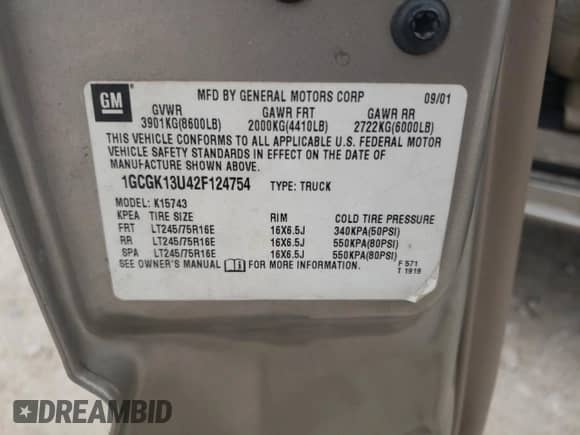 GM
MFD BY GENERAL MOTORS CORP 09/01
GVWR GAWR FRT GAWR RR
3901KG(8600LB) 2000KG(4410LB) 2722KG(6000LB)
THIS VEHICLE CONFORMS TO ALL APPLICABLE U.S. FEDERAL MOTOR
VEHICLE SAFETY STANDARDS IN EFFECT ON THE DATE OF
MANUFACTURE SHOWN ABOVE.
1GCGK13U42F124754 TYPE: TRUCK
MODEL: K15743
KPEA TIRE SIZE RIM COLD TIRE PRESSURE
FRT LT245/75R16E 16X6.5J 340KPA(50PSI)
RR LT245/75R16E 16X6.5J 550KPA(80PSI)
SPA LT245/75R16E 16X6.5J 550KPA(80PSI)
SEE OWNER'S MANUAL FOR MORE INFORMATION.
F 571
T 1919
DREAMBID